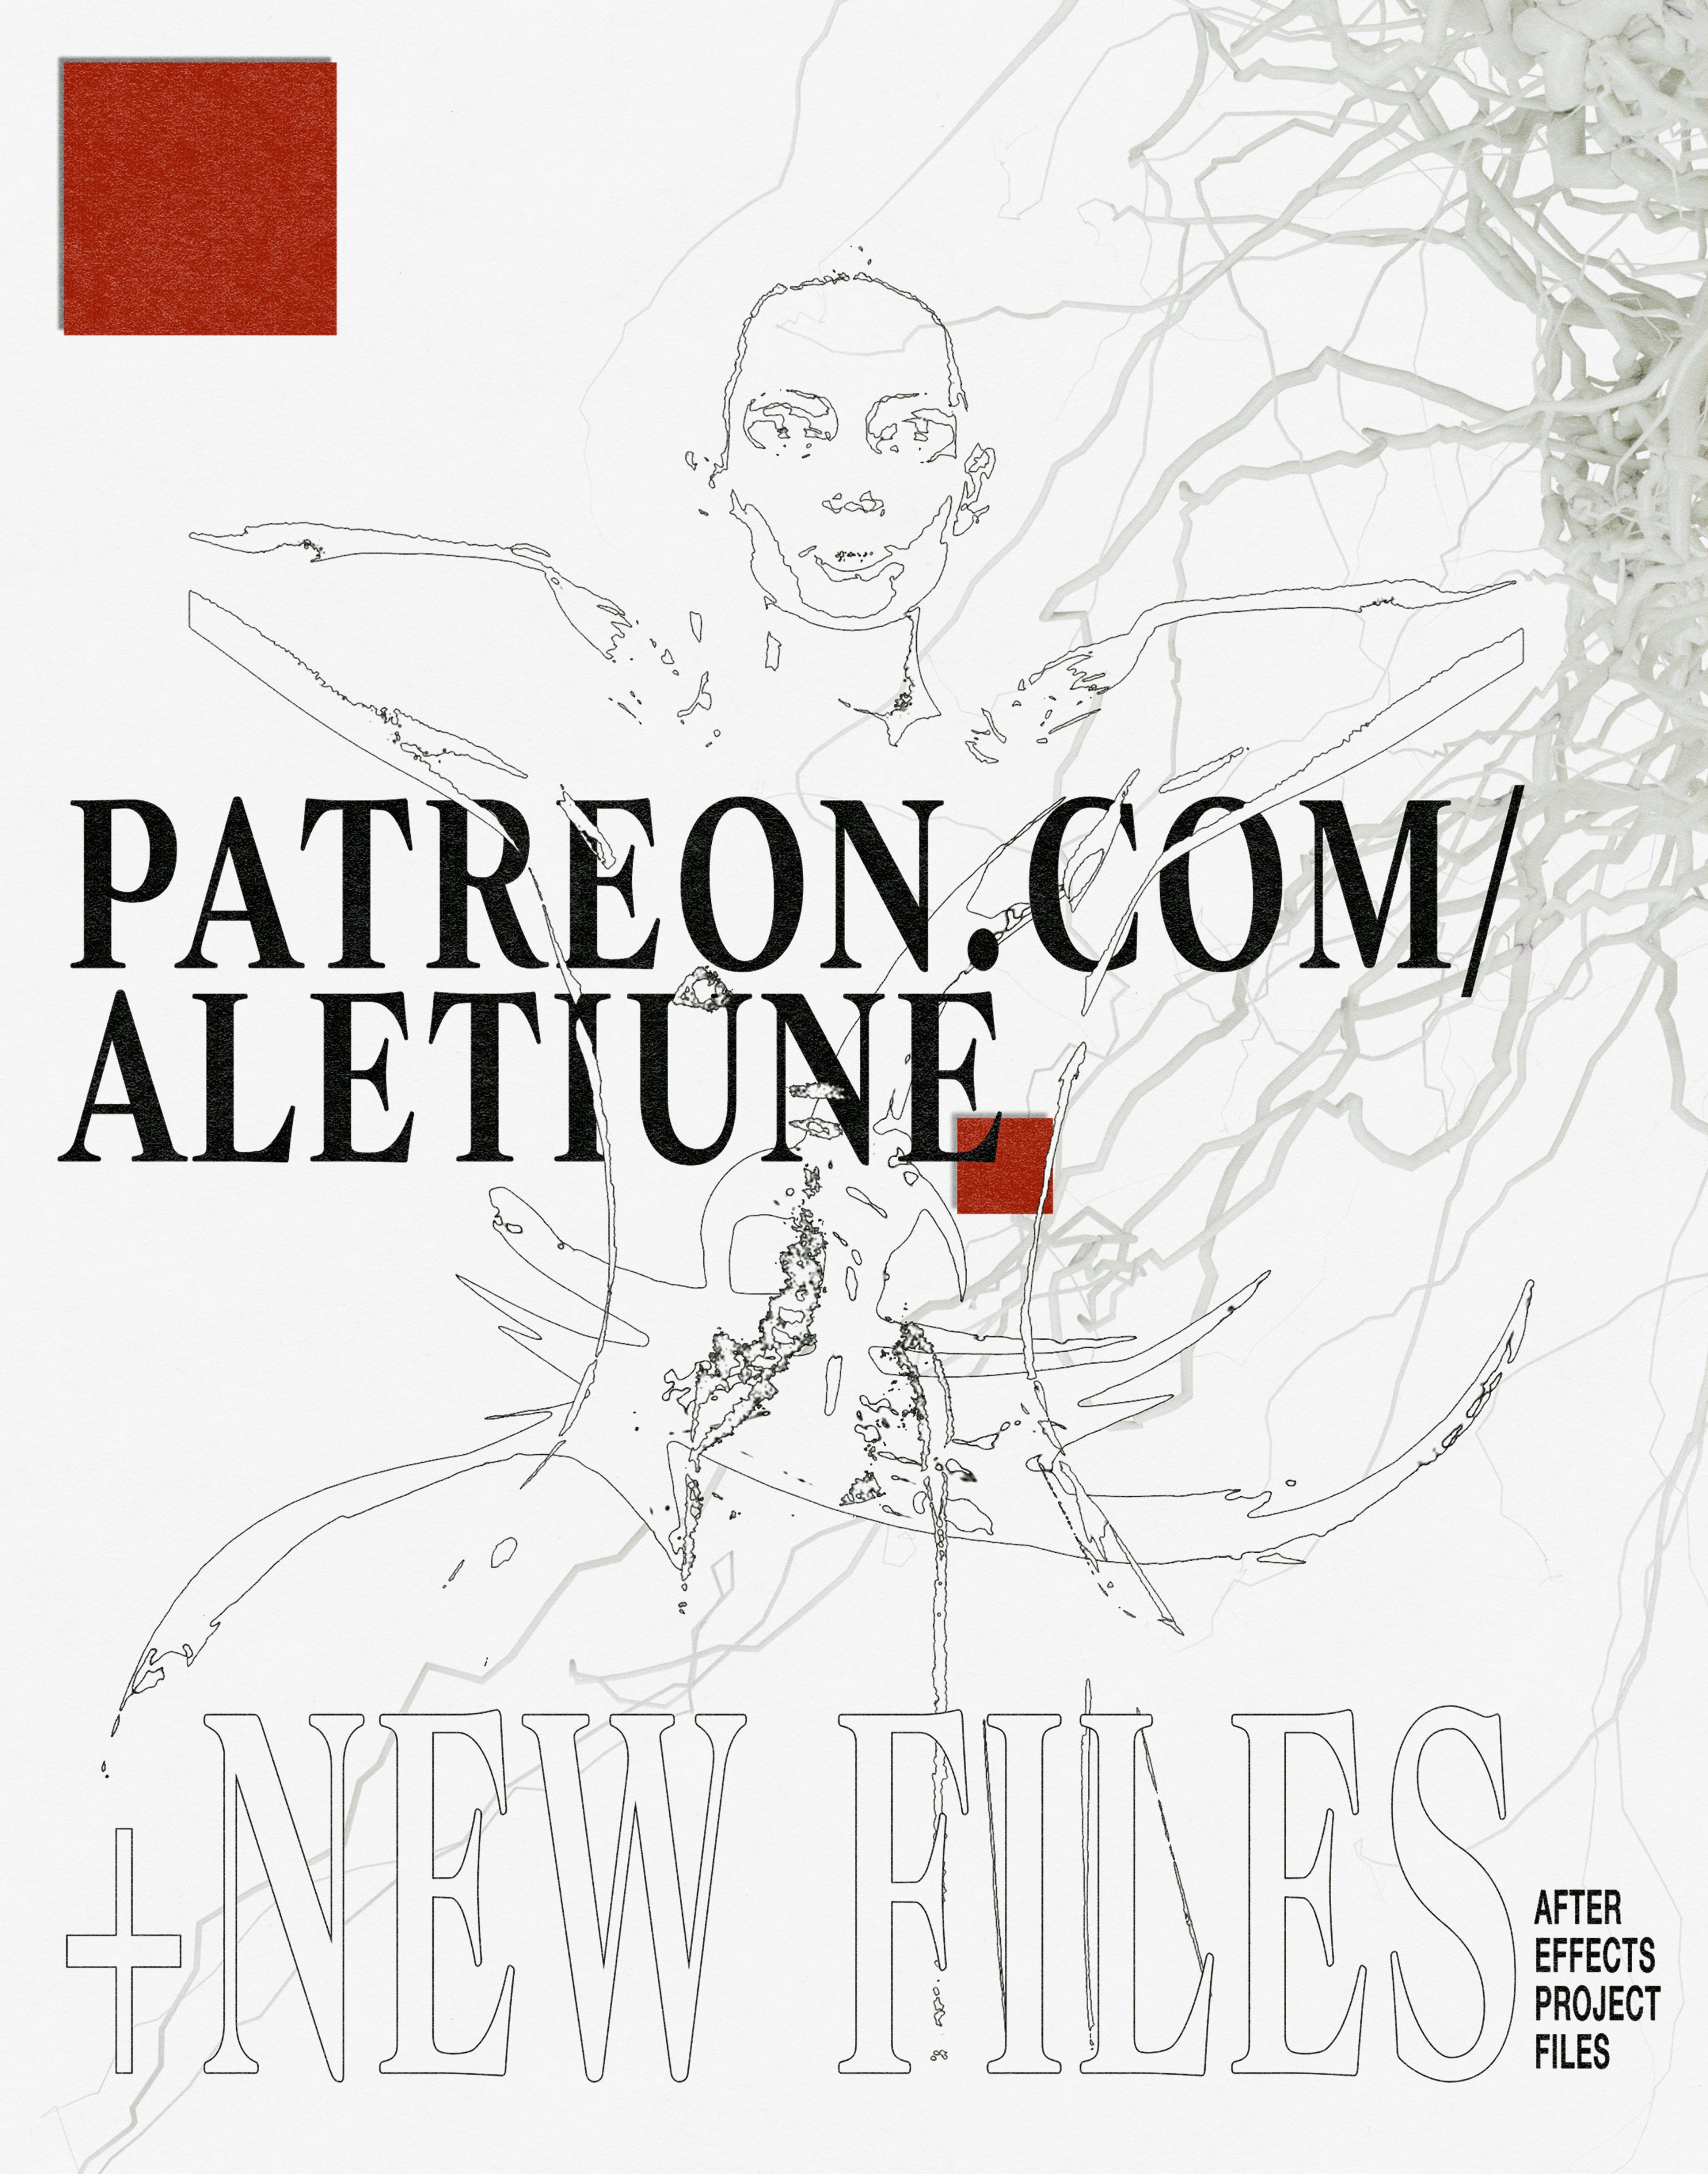 PATREON.COM/
ALETIUNE
+NEW FILES
AFTER
EFFECTS
PROJECT
FILES